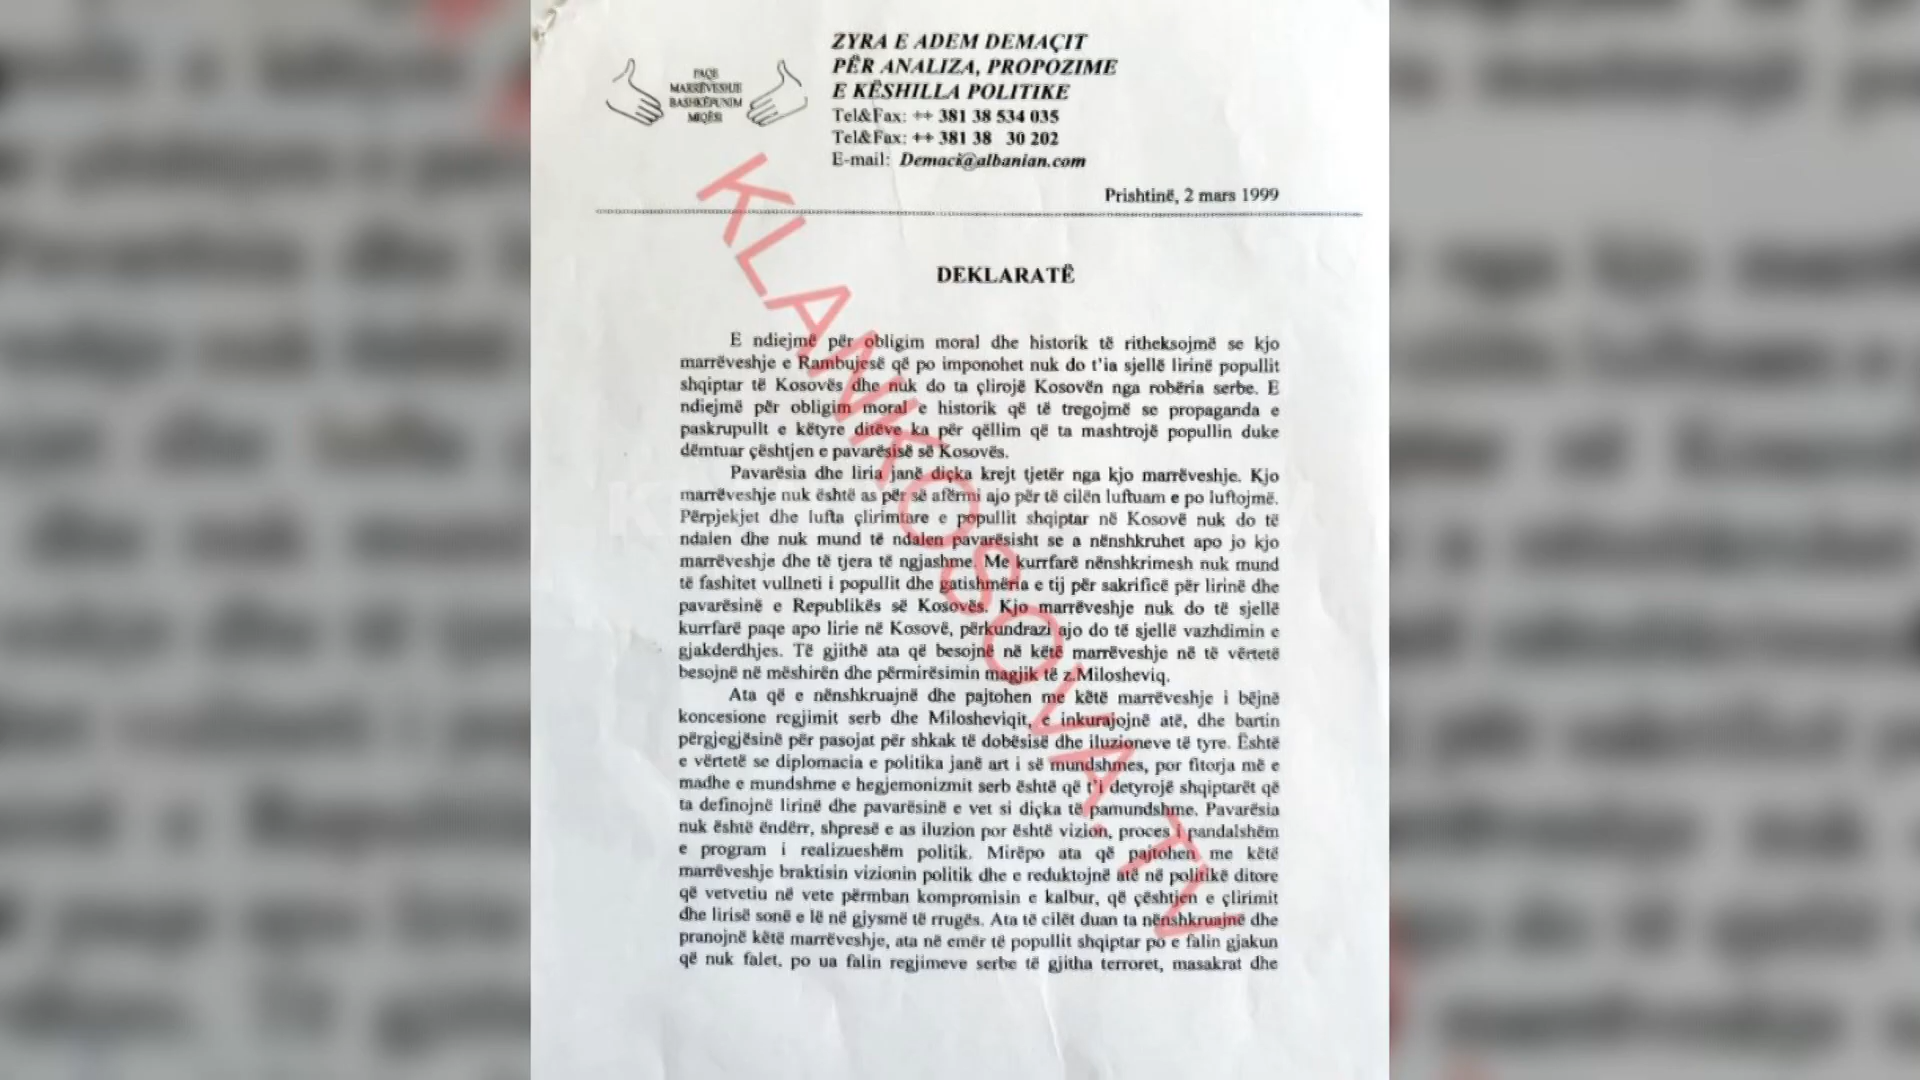 PAQE
MARRËVESHJE
BASHKËPUNIM
MIQËSI
ZYRA E ADEM DEMAÇIT
PËR ANALIZA, PROPOZIME
E KËSHILLA POLITIKE
Tel&Fax: ++ 381 38 534 035
Tel&Fax: ++ 381 38 30 202
E-mail: Demaci@albanian.com
Prishtinë, 2 mars 1999
DEKLARATË
E ndiejmë për obligim moral dhe historik të ritheksojmë se kjo
marrëveshje e Rambujesë që po imponohet nuk do t'ia sjellë lirinë popullit
shqiptar të Kosovës dhe nuk do ta çlirojë Kosovën nga robëria serbe. E
ndiejmë për obligim moral e historik që të tregojmë se propaganda e
paskrupullt e këtyre ditëve ka për qëllim që ta mashtrojë popullin duke
dëmtuar çështjen e pavarësisë së Kosovës.
Pavarësia dhe liria janë diçka krejt tjetër nga kjo marrëveshje. Kjo
marrëveshje nuk është as për së afërmi ajo për të cilën luftuam e po luftojmë.
Përpjekjet dhe lufta çlirimtare e popullit shqiptar në Kosovë nuk do të
ndalen dhe nuk mund të ndalen pavarësisht se a nënshkruhet apo jo kjo
marrëveshje dhe të tjera të ngjashme. Me kurrfarë nënshkrimesh nuk mund
të fashitet vullneti i popullit dhe gatishmëria e tij për sakrificë për lirinë dhe
pavarësinë e Republikës së Kosovës. Kjo marrëveshje nuk do të sjellë
kurrfarë paqe apo lirie në Kosovë, përkundrazi ajo do të sjellë vazhdimin e
gjakderdhjes. Të gjithë ata që besojnë në këtë marrëveshje në të vërtetë
besojnë në mëshirën dhe përmirësimin magjik të z.Milosheviq.
Ata që e nënshkruajnë dhe pajtohen me këtë marrëveshje i bëjnë
koncesione regjimit serb dhe Milosheviqit, e inkurajojnë atë, dhe bartin
përgjegjësinë për pasojat për shkak të dobësisë dhe iluzioneve të tyre. Është
e vërtetë se diplomacia e politika janë art i së mundshmes, por fitorja më e
madhe e mundshme e hegjemonizmit serb është që t'i detyrojë shqiptarët që
ta definojnë lirinë dhe pavarësinë e vet si diçka të pamundshme. Pavarësia
nuk është ëndërr, shpresë e as iluzion por është vizion, proces i pandalshëm
e program i realizueshëm politik. Mirëpo ata që pajtohen me këtë
marrëveshje braktisin vizionin politik dhe e reduktojnë atë në politikë ditore
që vetvetiu në vete përmban kompromisin e kalbur, që çështjen e çlirimit
dhe lirisë sonë e lë në gjysmë të rrugës. Ata të cilët duan ta nënshkruajnë dhe
pranojnë këtë marrëveshje, ata në emër të popullit shqiptar po e falin gjakun
që nuk falet, po ua falin regjimeve serbe të gjitha terroret, masakrat dhe
KLANKOSOVA.TV